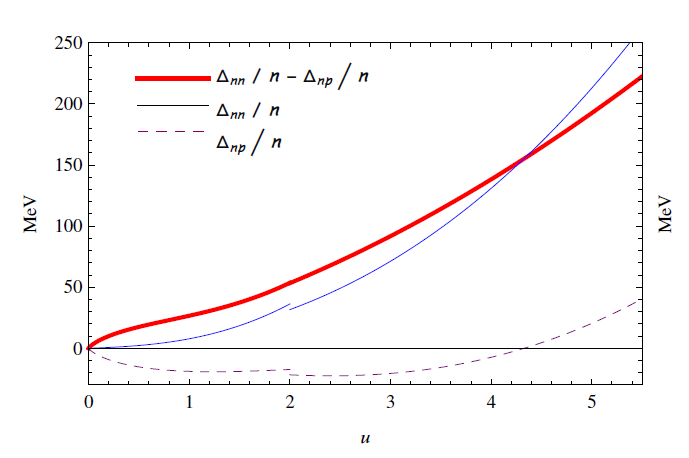 250
200
150
100
50
0
MeV
Δnn / n – Δnp / n
Δnn / n
Δnp / n
MeV
0 1 2 3 4 5
u